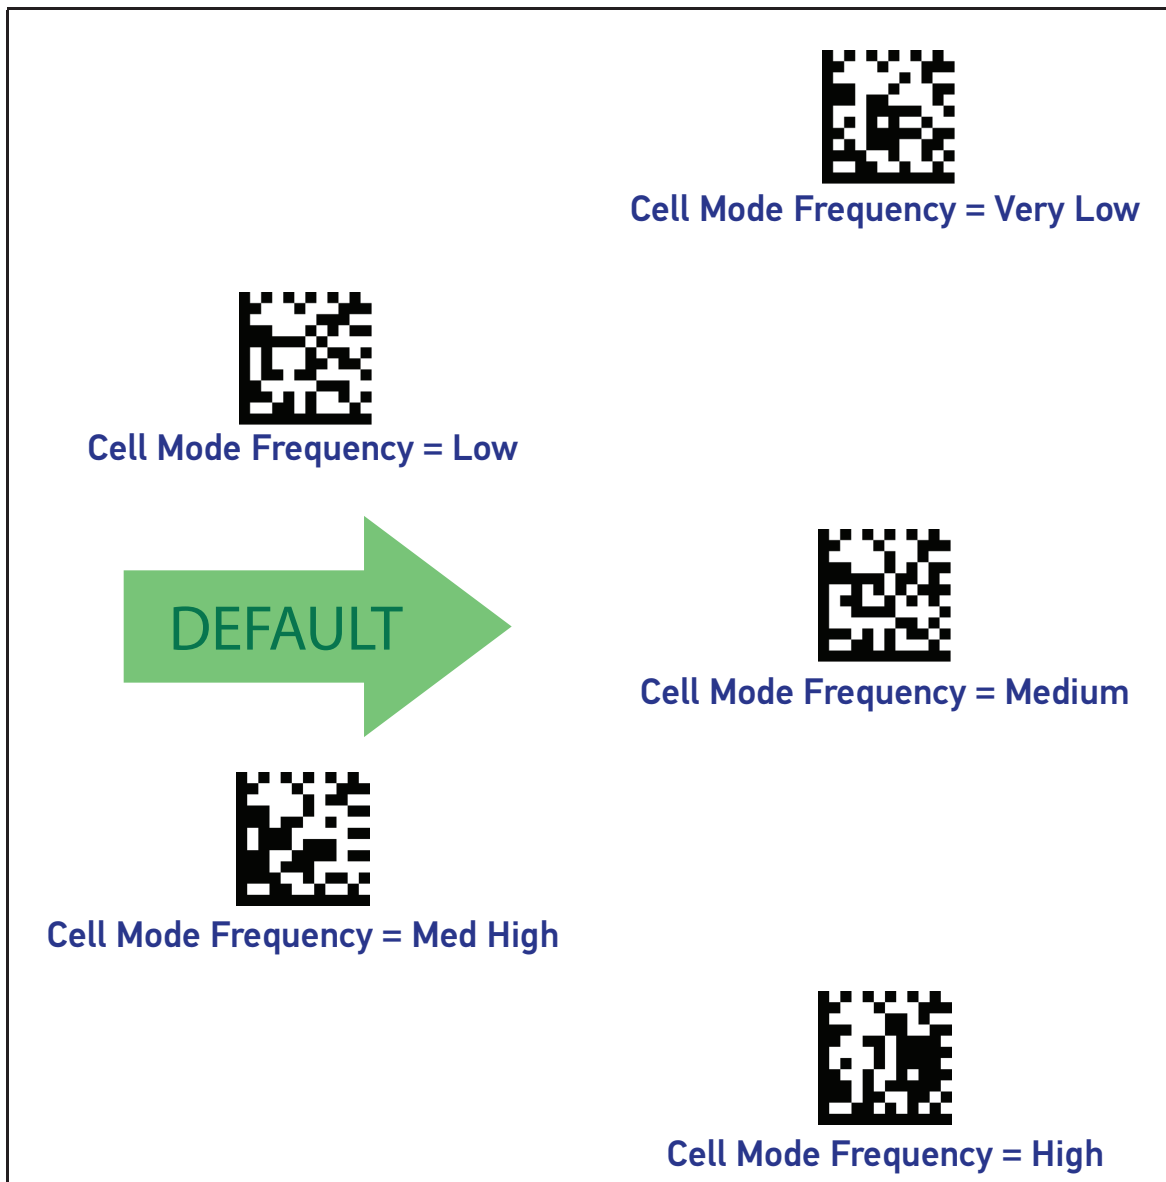 Cell Mode Frequency = Very Low
Cell Mode Frequency = Low
DEFAULT
Cell Mode Frequency = Medium
Cell Mode Frequency = Med High
Cell Mode Frequency = High